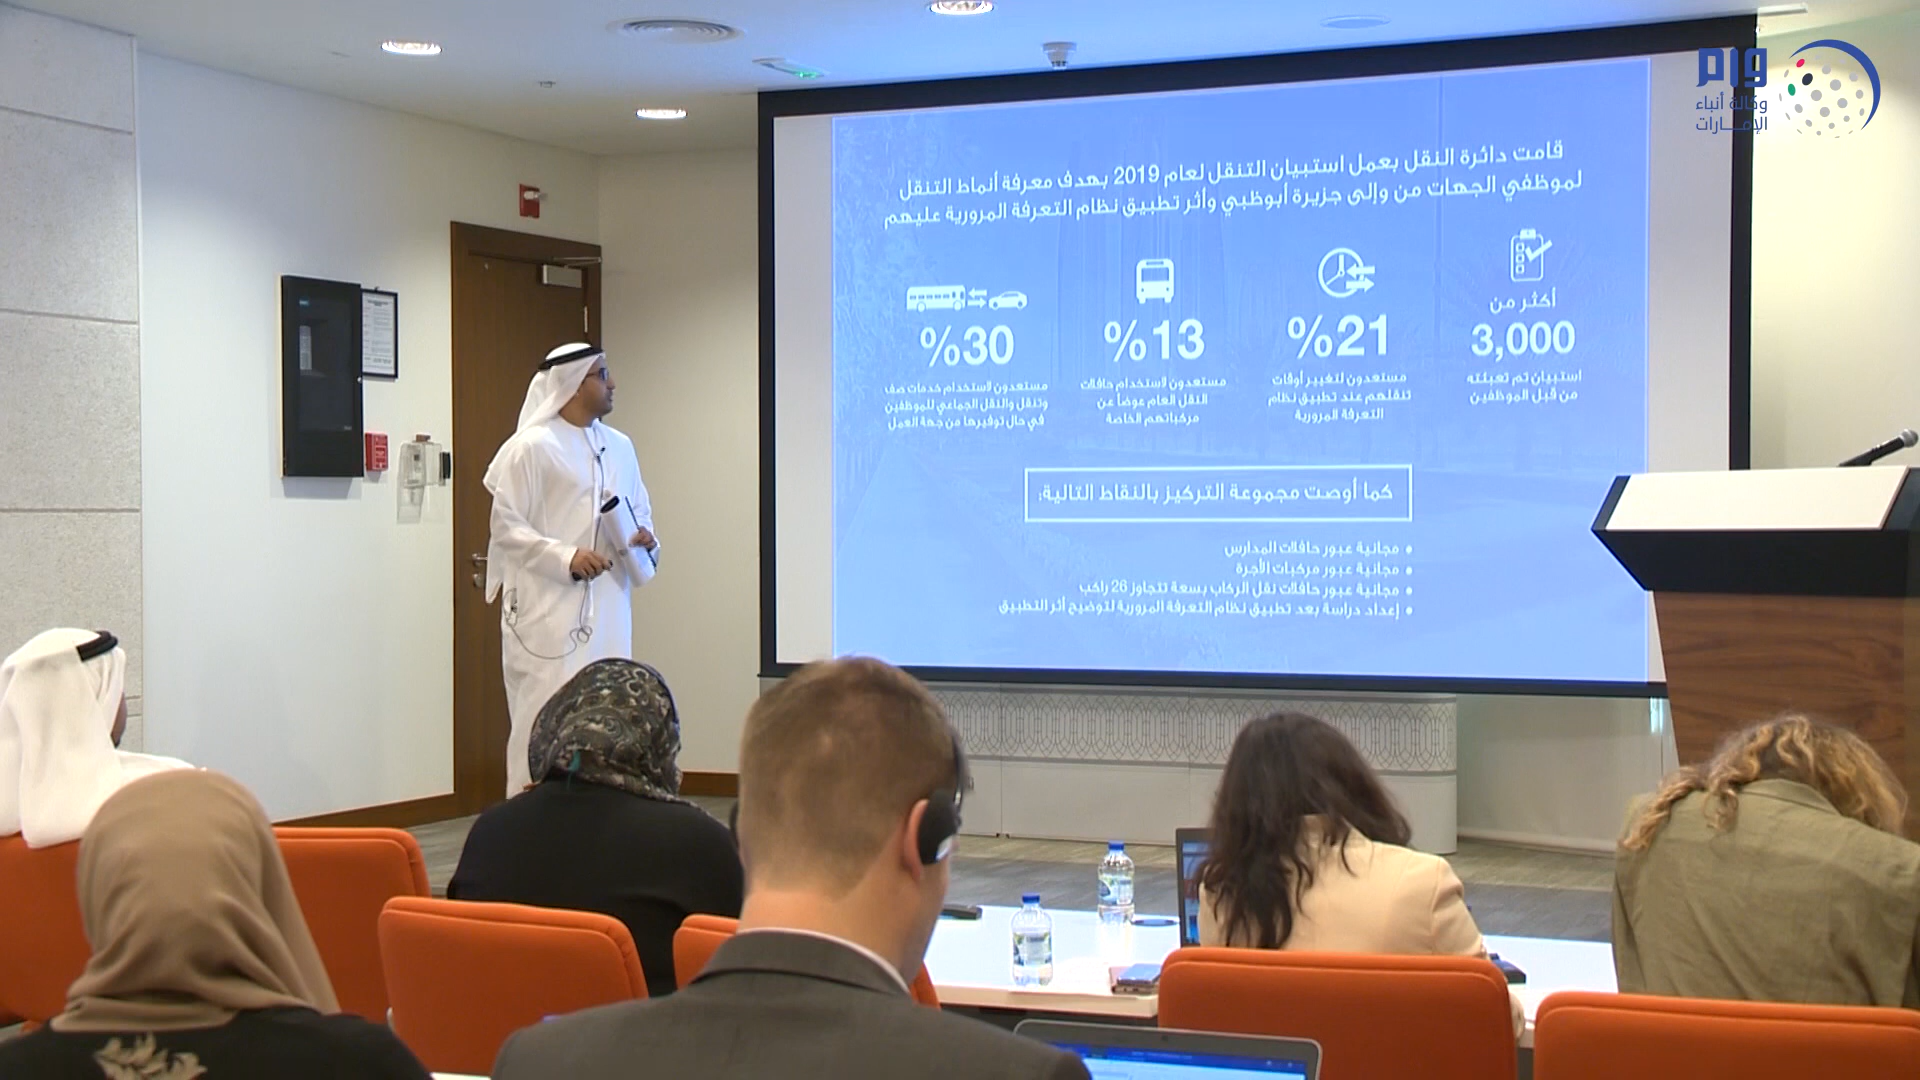 وام
وكالة أنباء
الإمـارات
قامت دائرة النقل بعمل استبيان التنقل لعام 2019 بهدف معرفة أنماط التنقل
لموظفي الجهات من وإلى جزيرة أبوظبي وأثر تطبيق نظام التعرفة المرورية عليهم
أكثر من
3,000
استبيان تم تعبئته
من قبل الموظفين
%21
مستعدون لتغيير أوقات
تنقلهم عند تطبيق نظام
التعرفة المرورية
%13
مستعدون لاستخدام حافلات
النقل العام عوضاً عن
مركباتهم الخاصة
%30
مستعدون لاستخدام خدمات صف
وتنقل والنقل الجماعي للموظفين
في حال توفيرها من جهة العمل
كما أوصت مجموعة التركيز بالنقاط التالية:
• مجانية عبور حافلات المدارس
• مجانية عبور مركبات الأجرة
• مجانية عبور حافلات نقل الركاب بسعة تتجاوز 26 راكب
• إعداد دراسة بعد تطبيق نظام التعرفة المرورية لتوضيح أثر التطبيق